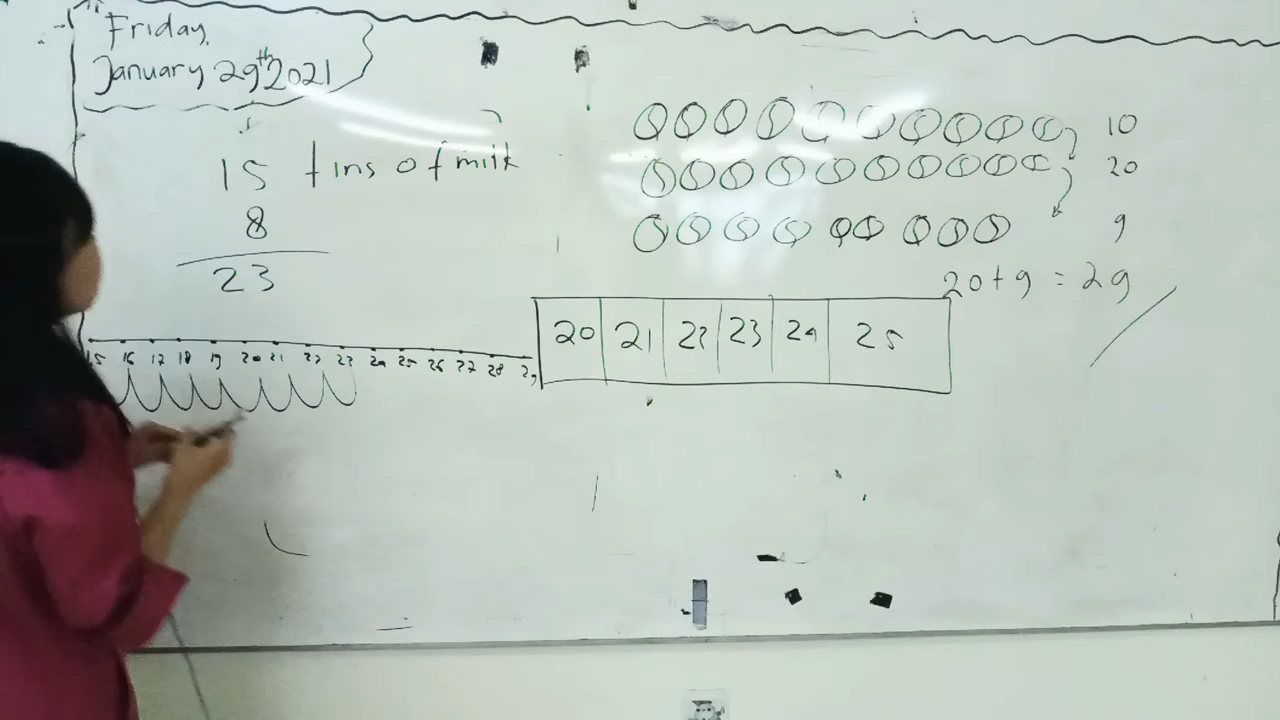 Friday,
January 29th 2021
15 tins of milk
8
23
15 16 17 18 19 20 21 22 23 24 25 26 27 28 29
10
20
9
20+9 = 29
20 21 22 23 24 25